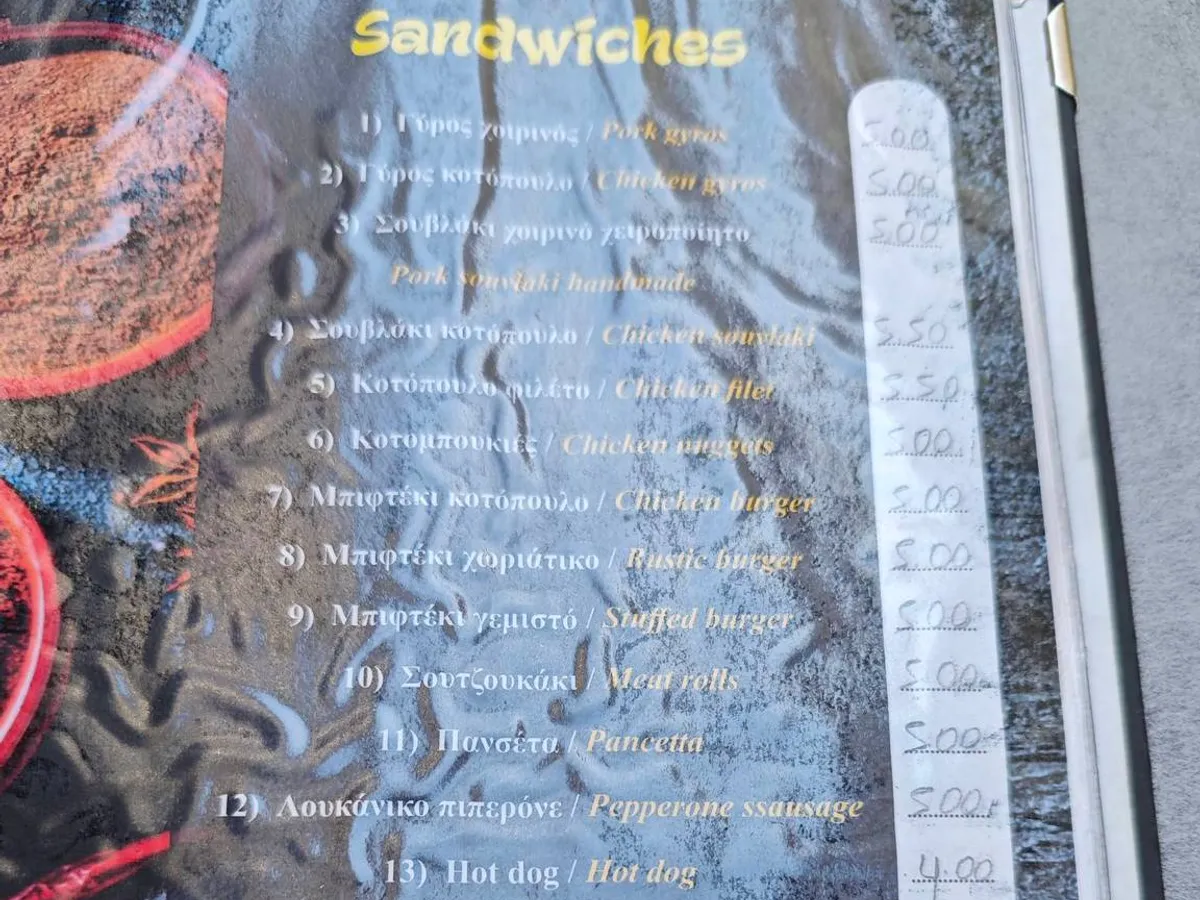 Sandwiches
1) Γύρος χοιρινός / Pork gyros 5.00
2) Γύρος κοτόπουλο / Chicken gyros 5.00
3) Σουβλάκι χοιρινό χειροποίητο 5.00
Pork souvlaki handmade
4) Σουβλάκι κοτόπουλο / Chicken souvlaki 5.50
5) Κοτόπουλο φιλέτο / Chicken filet 5.50
6) Κοτομπουκιές / Chicken nuggets 5.00
7) Μπιφτέκι κοτόπουλο / Chicken burger 5.00
8) Μπιφτέκι χωριάτικο / Rustic burger 5.00
9) Μπιφτέκι γεμιστό / Stuffed burger 5.00
10) Σουτζουκάκι / Meat rolls 5.00
11) Πανσέτα / Pancetta 5.00
12) Λουκάνικο πιπερόνε / Pepperone ssausage 5.00
13) Hot dog / Hot dog 4.00